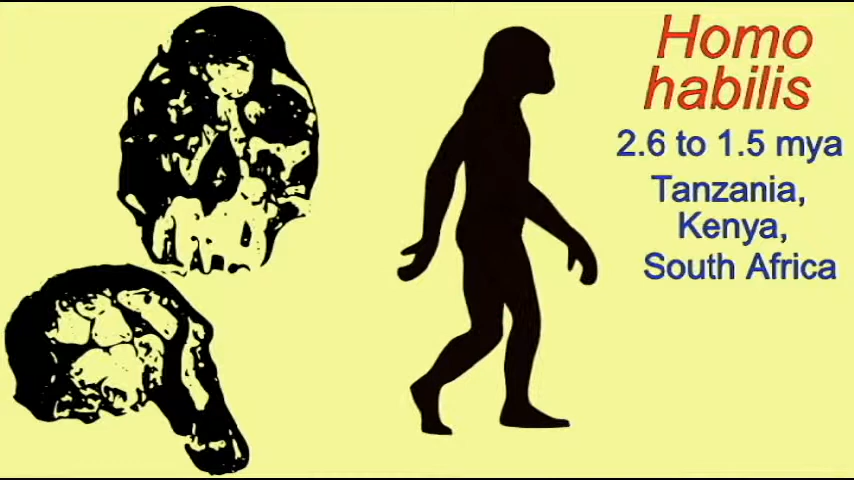 Homo
habilis
2.6 to 1.5 mya
Tanzania,
Kenya,
South Africa